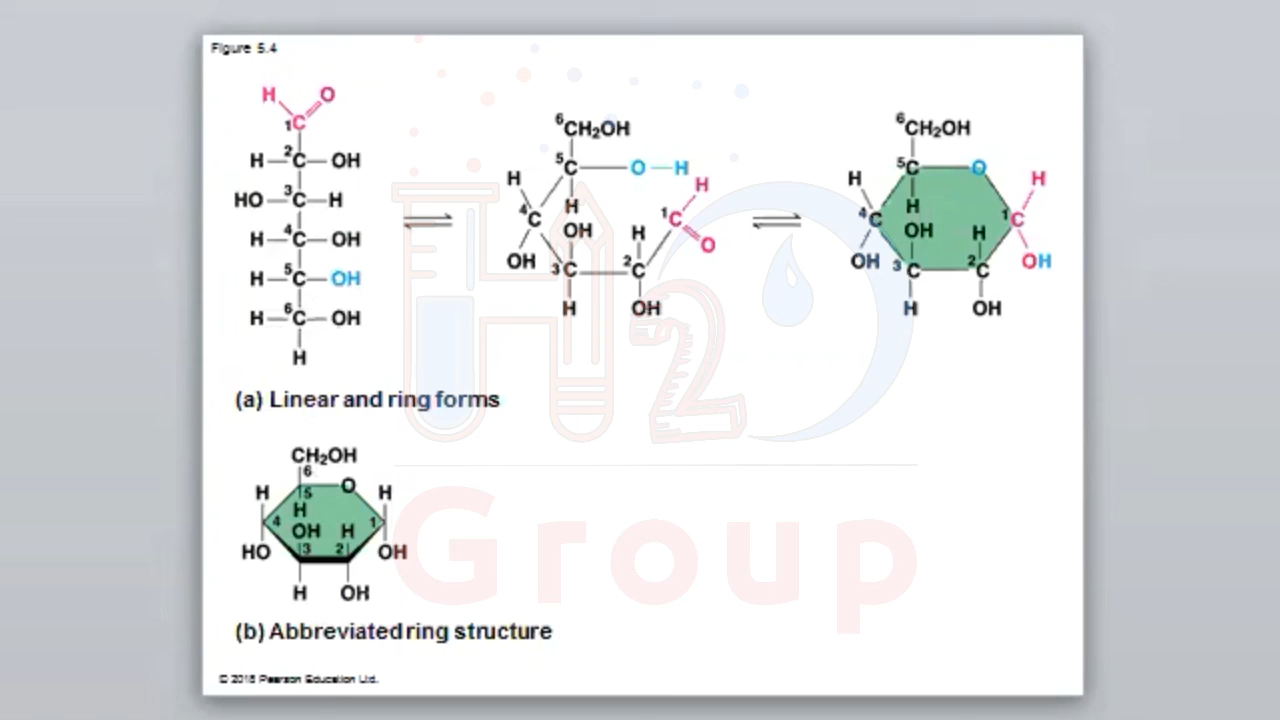 Figure 5.4
H O
1C
H 2C OH
HO 3C H
H 4C OH
H 5C OH
H 6C OH
H
6CH₂OH
5C O H
H H
4C H 1C
OH H O
OH 3C 2C
H OH
6CH₂OH
5C O
H H H
4C OH H 1C
OH 3C 2C OH
H OH
(a) Linear and ring forms
CH₂OH
6
H 5 O H
4 H 1
OH H
HO 3 2 OH
H OH
(b) Abbreviated ring structure
H2O
Group
© 2018 Pearson Education Ltd.